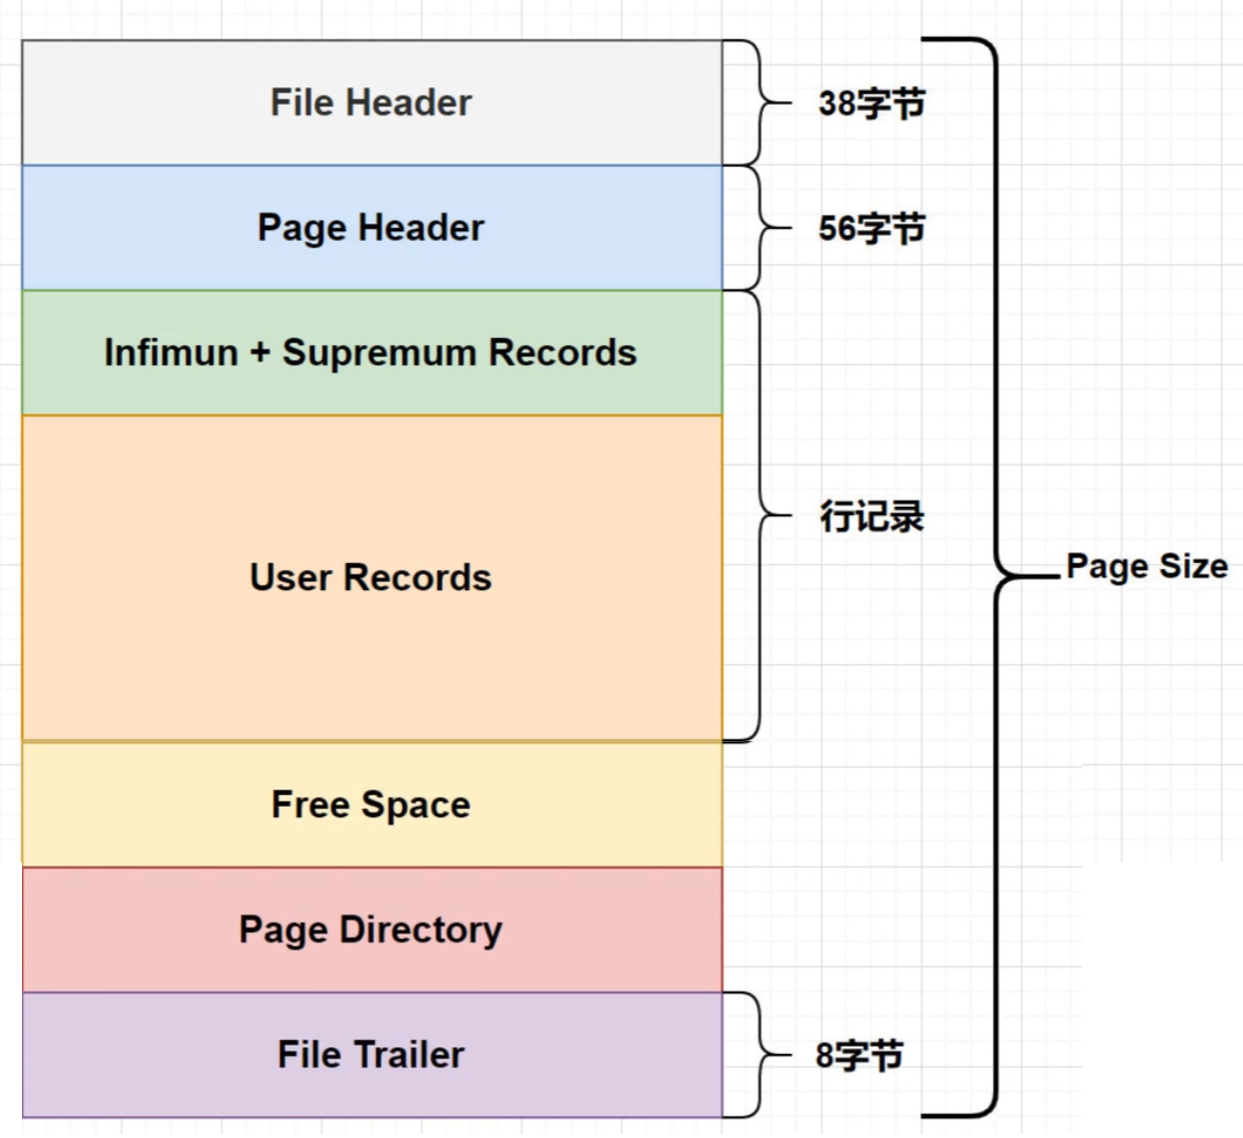 File Header
38字节
Page Header
56字节
Infimun + Supremum Records
User Records
行记录
Page Size
Free Space
Page Directory
File Trailer
8字节